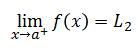 lim f(x) = L₂
x→a⁺